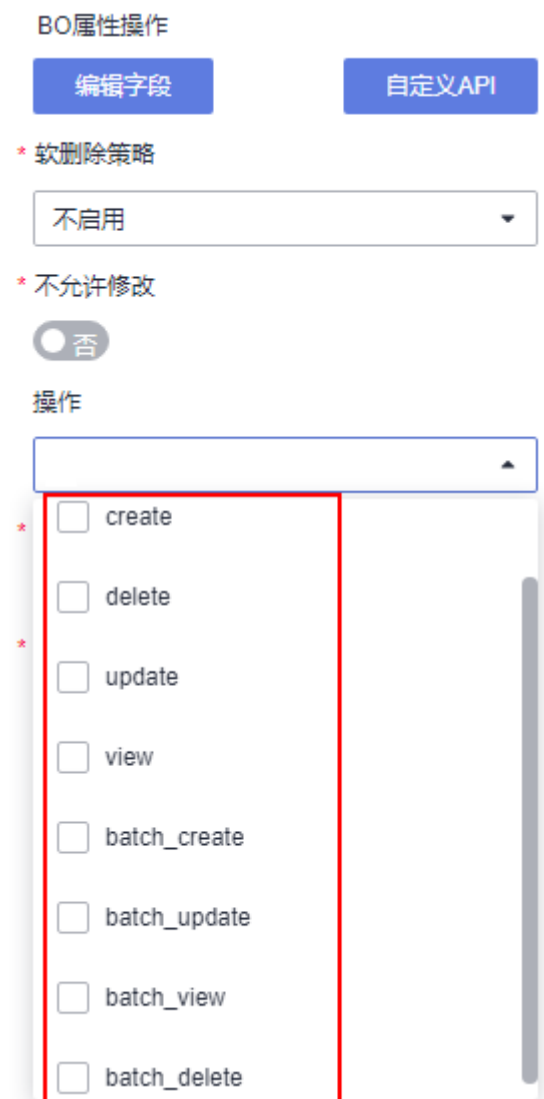 BO属性操作
编辑字段 自定义API
* 软删除策略
不启用
* 不允许修改
否
操作
* create
delete
* update
view
batch_create
batch_update
batch_view
batch_delete